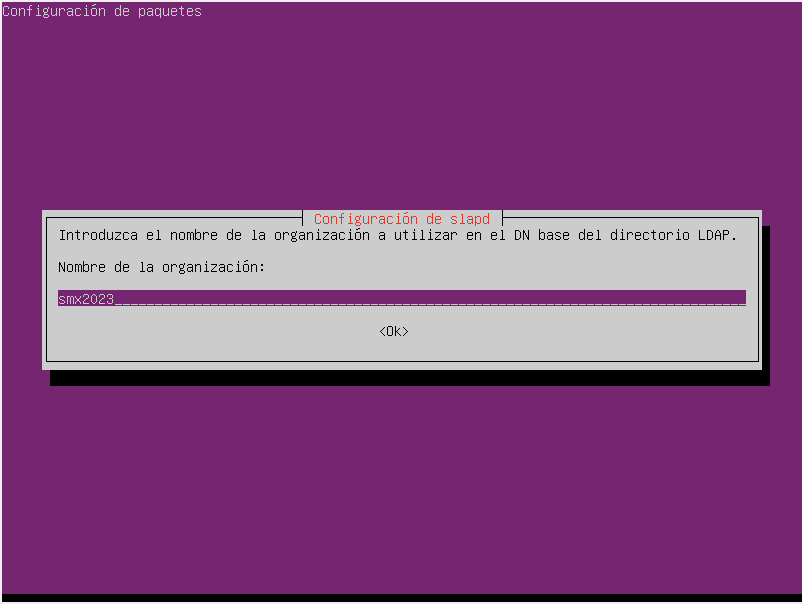 Configuración de paquetes
Configuración de slapd
Introduzca el nombre de la organización a utilizar en el DN base del directorio LDAP.
Nombre de la organización:
smx2023
<Ok>